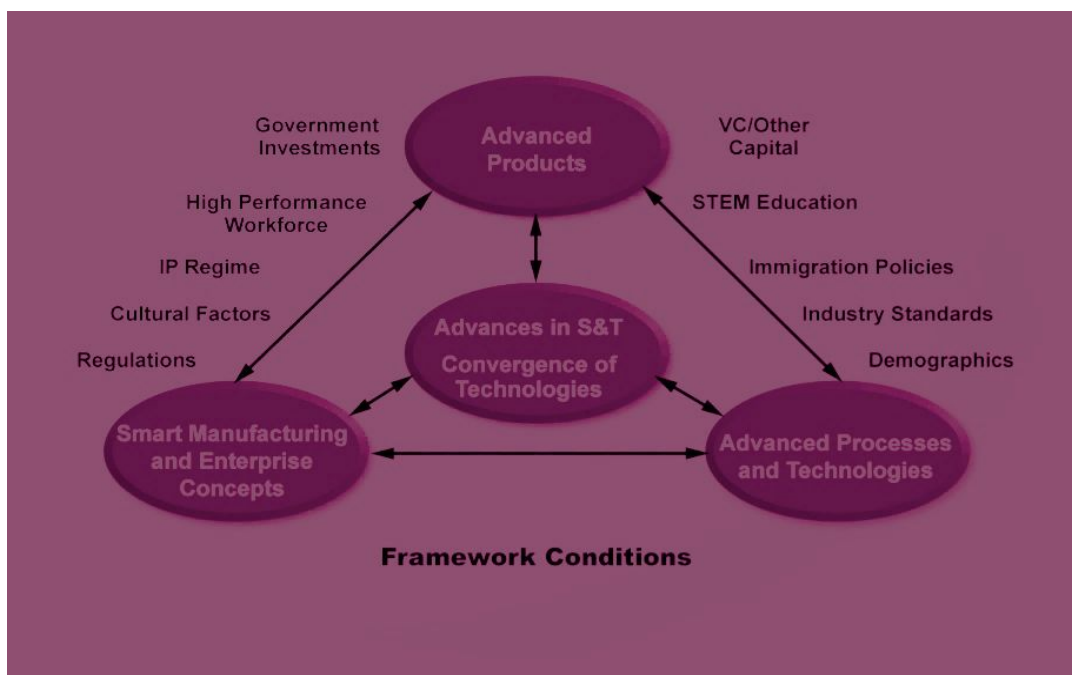 Government
Investments
Advanced
Products
VC/Other
Capital
High Performance
Workforce
STEM Education
IP Regime
Immigration Policies
Cultural Factors
Advances in S&T
Convergence of
Technologies
Industry Standards
Regulations
Demographics
Smart Manufacturing
and Enterprise
Concepts
Advanced Processes
and Technologies
Framework Conditions